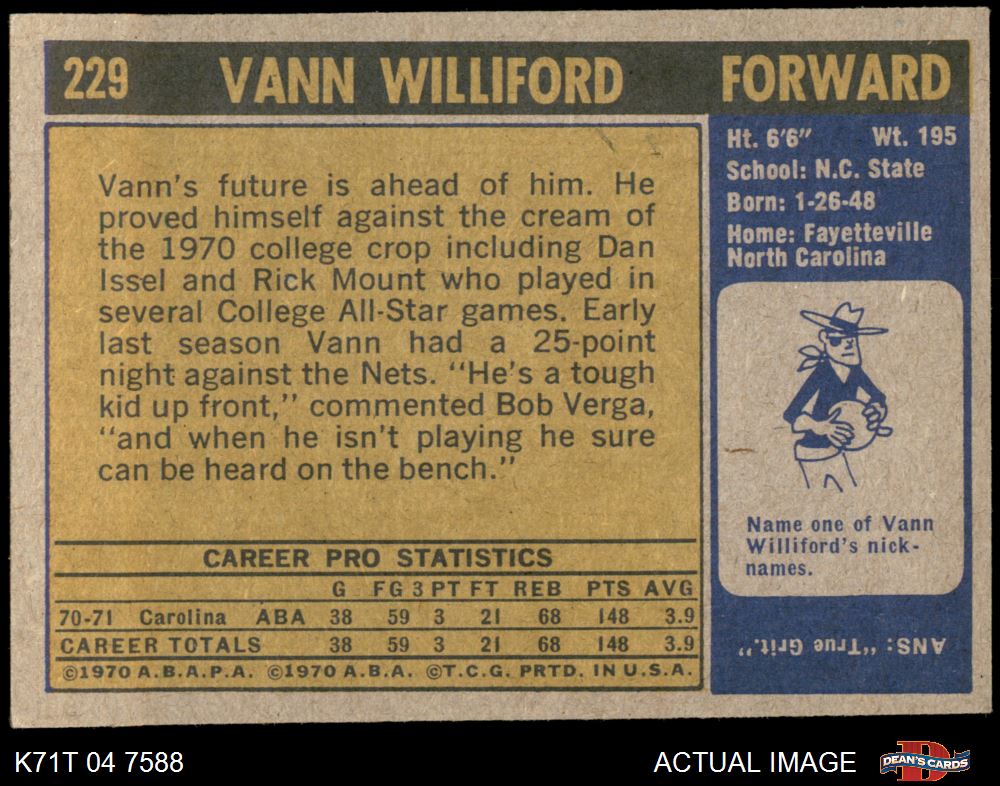 229 VANN WILLIFORD FORWARD
Vann's future is ahead of him. He
proved himself against the cream of
the 1970 college crop including Dan
Issel and Rick Mount who played in
several College All-Star games. Early
last season Vann had a 25-point
night against the Nets. "He's a tough
kid up front," commented Bob Verga,
"and when he isn't playing he sure
can be heard on the bench."
CAREER PRO STATISTICS
G FG 3 PT FT REB PTS AVG
70-71 Carolina ABA 38 59 3 21 68 148 3.9
CAREER TOTALS 38 59 3 21 68 148 3.9
©1970 A.B.A.P.A. ©1970 A.B.A. ©T.C.G. PRTD. IN U.S.A.
Ht. 6'6" Wt. 195
School: N.C. State
Born: 1-26-48
Home: Fayetteville
North Carolina
Name one of Vann
Williford's nick-
names.
ANS: "True Grit."
K71T 04 7588 ACTUAL IMAGE D DEAN'S CARDS